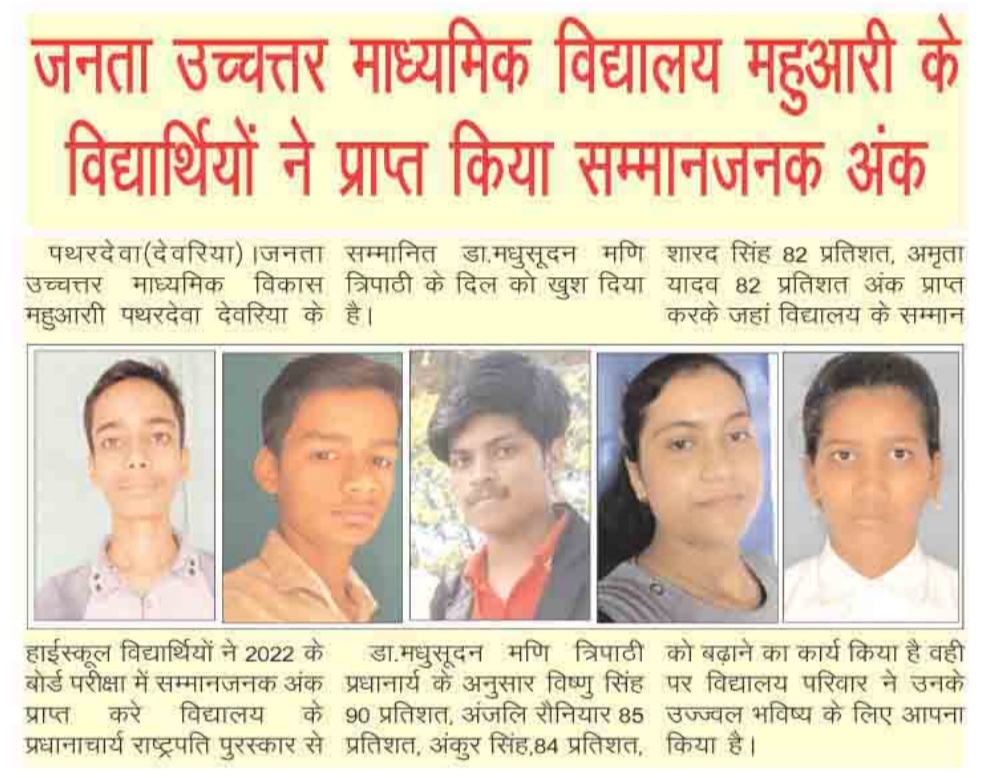 जनता उच्चत्तर माध्यमिक विद्यालय महुआरी के
विद्यार्थियों ने प्राप्त किया सम्मानजनक अंक
पथरदेवा(देवरिया)।जनता
उच्चत्तर माध्यमिक विकास
महुआरी पथरदेवा देवरिया के
हाईस्कूल विद्यार्थियों ने 2022 के
बोर्ड परीक्षा में सम्मानजनक अंक
प्राप्त करे विद्यालय के
प्रधानाचार्य राष्ट्रपति पुरस्कार से
सम्मानित डा.मधुसूदन मणि
त्रिपाठी के दिल को खुश दिया
है।
डा.मधुसूदन मणि त्रिपाठी
प्रधानार्य के अनुसार विष्णु सिंह
90 प्रतिशत, अंजलि रौनियार 85
प्रतिशत, अंकुर सिंह,84 प्रतिशत,
शारद सिंह 82 प्रतिशत, अमृता
यादव 82 प्रतिशत अंक प्राप्त
करके जहां विद्यालय के सम्मान
को बढ़ाने का कार्य किया है वही
पर विद्यालय परिवार ने उनके
उज्ज्वल भविष्य के लिए आपना
किया है।